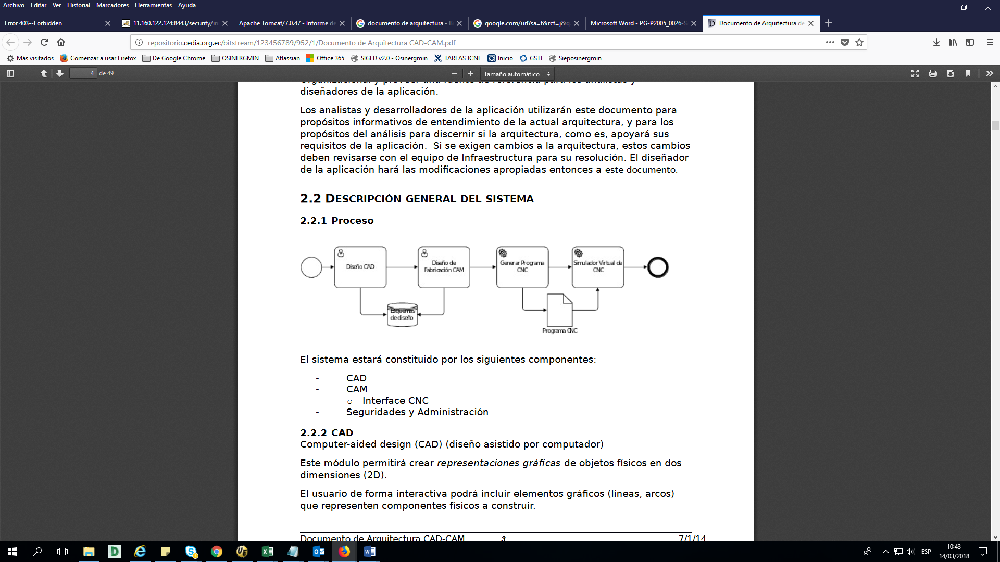 Archivo Editar Ver Historial Marcadores Herramientas Ayuda
Error 403--Forbidden
11.160.122.124:8443/security/in
Apache Tomcat/7.0.47 - Informe de
documento de arquitectura - B
google.com/url?sa=t&rct=j&q
Microsoft Word - PG-P2005_0026-S
Documento de Arquitectura de
repositorio.cedia.org.ec/bitstream/123456789/952/1/Documento de Arquitectura CAD-CAM.pdf
Más visitados Comenzar a usar Firefox De Google Chrome OSINERGMIN Atlassian Office 365 SIGED v2.0 - Osinergmin TAREAS JCNF Inicio GSTI Sieposinergmin
4 de 49 Tamaño automático
Organizacional y proveer una fuente de referencia para los analistas y
diseñadores de la aplicación.
Los analistas y desarrolladores de la aplicación utilizarán este documento para
propósitos informativos de entendimiento de la actual arquitectura, y para los
propósitos del análisis para discernir si la arquitectura, como es, apoyará sus
requisitos de la aplicación.  Si se exigen cambios a la arquitectura, estos cambios
deben revisarse con el equipo de Infraestructura para su resolución. El diseñador
de la aplicación hará las modificaciones apropiadas entonces a este documento.
2.2 DESCRIPCIÓN GENERAL DEL SISTEMA
2.2.1 Proceso
Diseño CAD
Diseño de
Fabricación CAM
Generar Programa
CNC
Simulador Virtual de
CNC
Esquemas
de diseño
Programa CNC
El sistema estará constituido por los siguientes componentes:
- CAD
- CAM
o Interface CNC
- Seguridades y Administración
2.2.2 CAD
Computer-aided design (CAD) (diseño asistido por computador)
Este módulo permitirá crear representaciones gráficas de objetos físicos en dos
dimensiones (2D).
El usuario de forma interactiva podrá incluir elementos gráficos (líneas, arcos)
que representen componentes físicos a construir.
Documento de Arquitectura CAD-CAM 3 7/1/14
ESP
10:43
14/03/2018